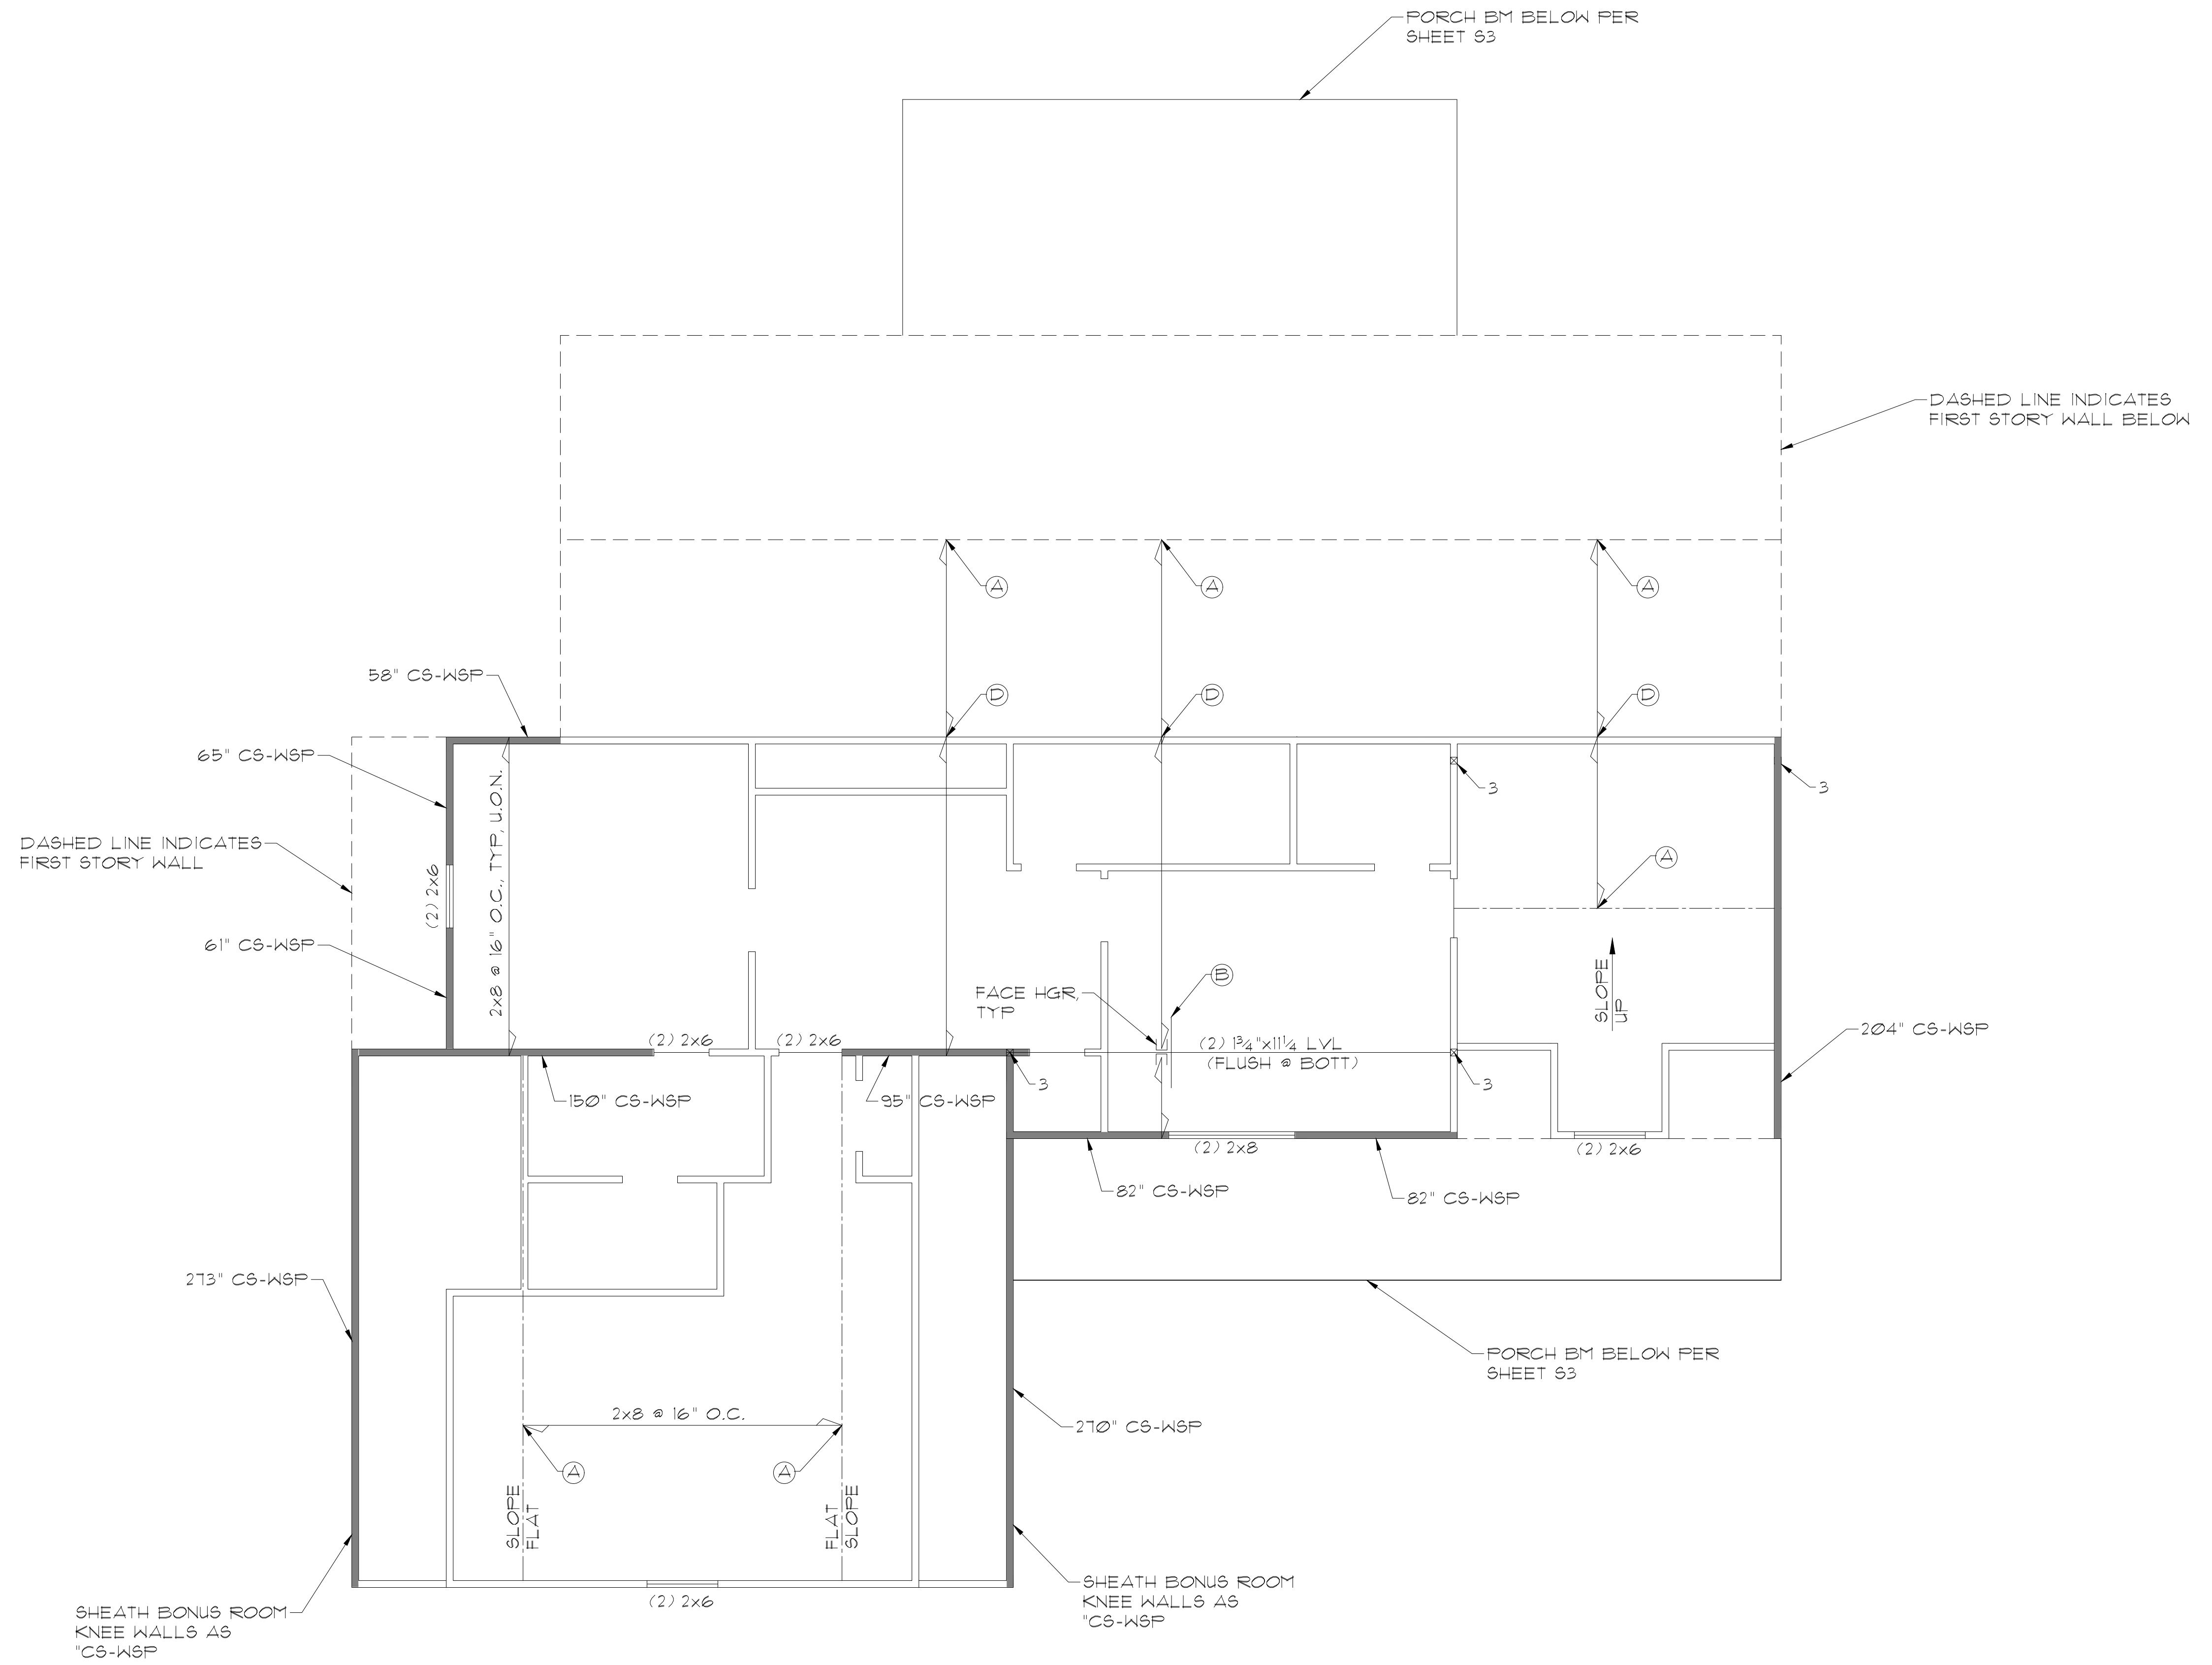 PORCH BM BELOW PER
SHEET S3
DASHED LINE INDICATES
FIRST STORY WALL BELOW
A
A
A
58" CS-WSP
D
D
D
65" CS-WSP
3
3
2x8 @ 16" O.C., TYP, U.O.N.
DASHED LINE INDICATES
FIRST STORY WALL
(2) 2x6
A
61" CS-WSP
B
FACE HGR,
TYP
SLOPE
UP
204" CS-WSP
(2) 2x6
(2) 2x6
(2) 1¾"x11¼ LVL
(FLUSH @ BOTT)
3
3
150" CS-WSP
95" CS-WSP
(2) 2x8
(2) 2x6
82" CS-WSP
82" CS-WSP
273" CS-WSP
PORCH BM BELOW PER
SHEET S3
2x8 @ 16" O.C.
270" CS-WSP
A
A
SLOPE
FLAT
FLAT
SLOPE
(2) 2x6
SHEATH BONUS ROOM
KNEE WALLS AS
"CS-WSP
SHEATH BONUS ROOM
KNEE WALLS AS
"CS-WSP